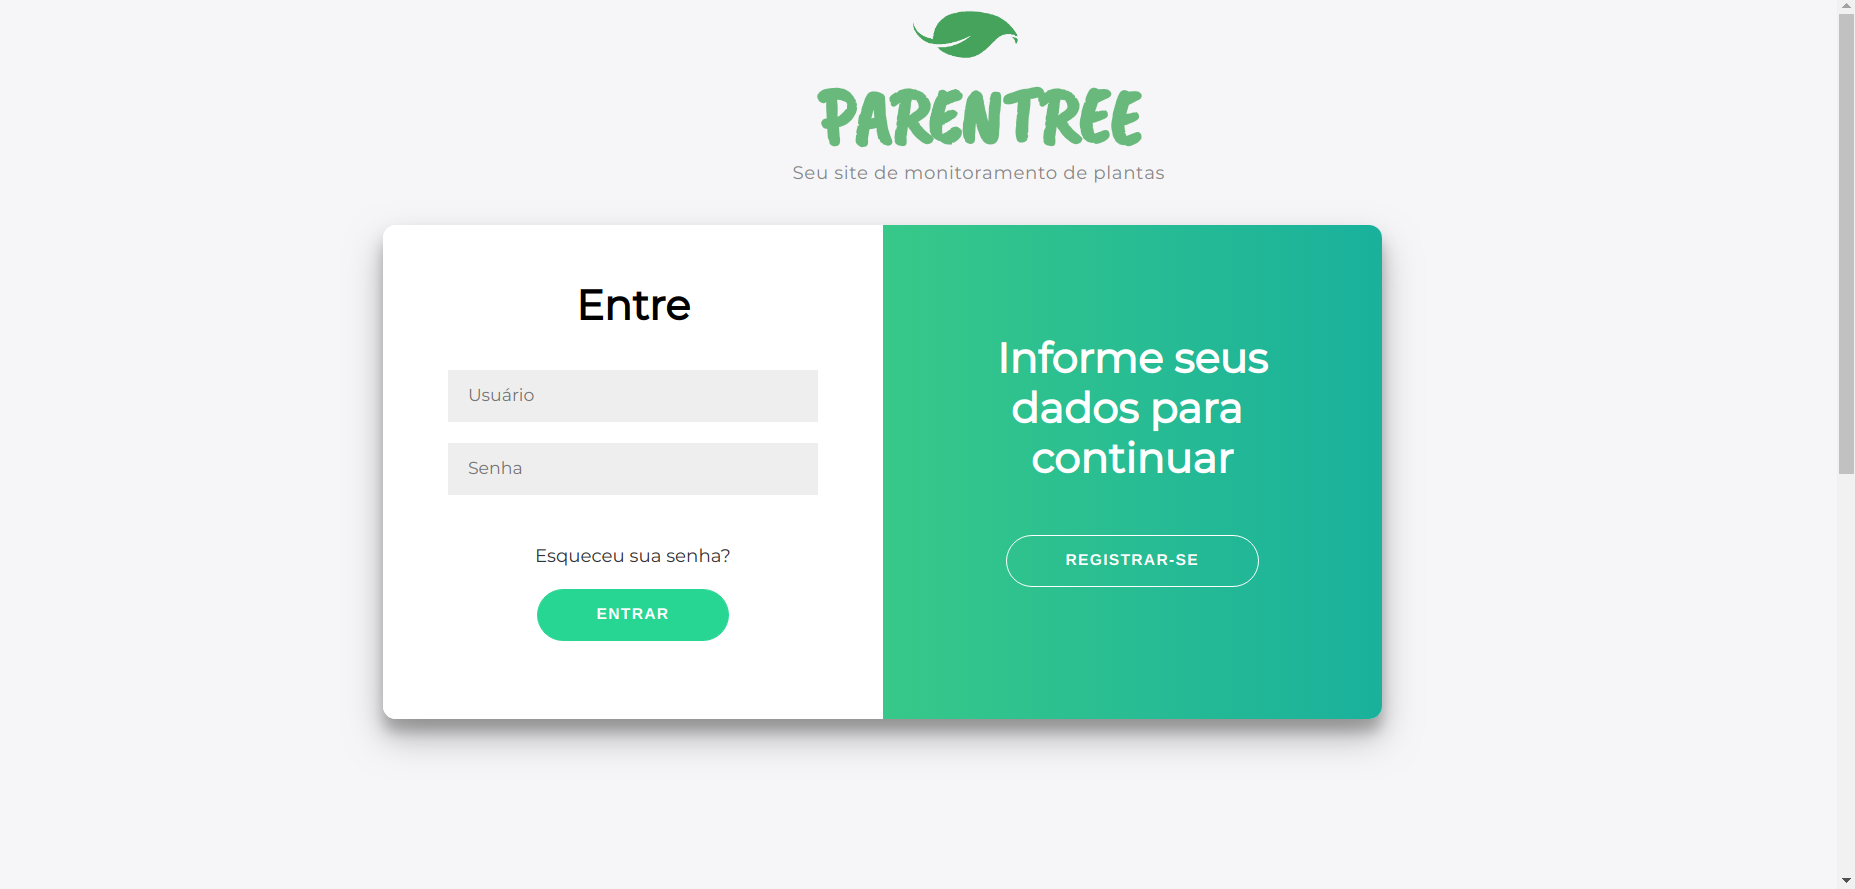 PARENTREE
Seu site de monitoramento de plantas
Entre
Usuário
Senha
Esqueceu sua senha?
ENTRAR
Informe seus
dados para
continuar
REGISTRAR-SE